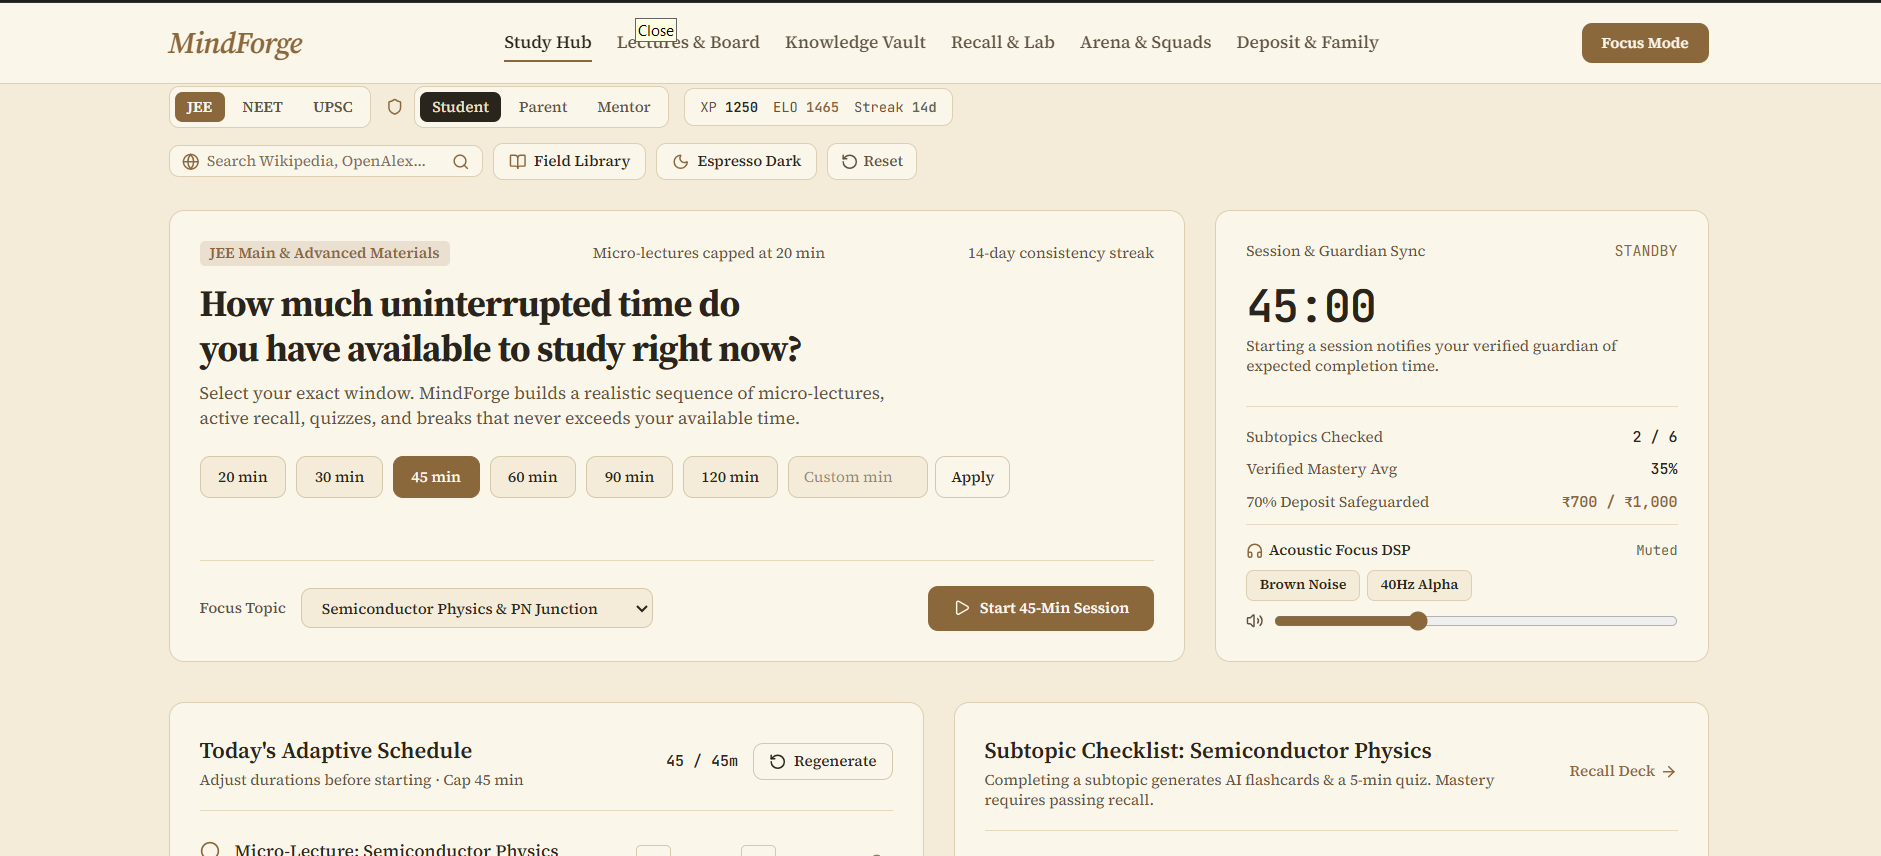 MindForge
Study Hub
Lectures & Board
Close
Knowledge Vault
Recall & Lab
Arena & Squads
Deposit & Family
Focus Mode
JEE NEET UPSC
Student Parent Mentor
XP 1250 ELO 1465 Streak 14d
Search Wikipedia, OpenAlex...
Field Library
Espresso Dark
Reset
JEE Main & Advanced Materials
Micro-lectures capped at 20 min
14-day consistency streak
How much uninterrupted time do
you have available to study right now?
Select your exact window. MindForge builds a realistic sequence of micro-lectures,
active recall, quizzes, and breaks that never exceeds your available time.
20 min 30 min 45 min 60 min 90 min 120 min Custom min Apply
Focus Topic Semiconductor Physics & PN Junction
Start 45-Min Session
Session & Guardian Sync STANDBY
45:00
Starting a session notifies your verified guardian of
expected completion time.
Subtopics Checked 2 / 6
Verified Mastery Avg 35%
70% Deposit Safeguarded ₹700 / ₹1,000
Acoustic Focus DSP Muted
Brown Noise 40Hz Alpha
Today's Adaptive Schedule
Adjust durations before starting · Cap 45 min
45 / 45m Regenerate
Micro-Lecture: Semiconductor Physics
Subtopic Checklist: Semiconductor Physics
Completing a subtopic generates AI flashcards & a 5-min quiz. Mastery
requires passing recall.
Recall Deck →